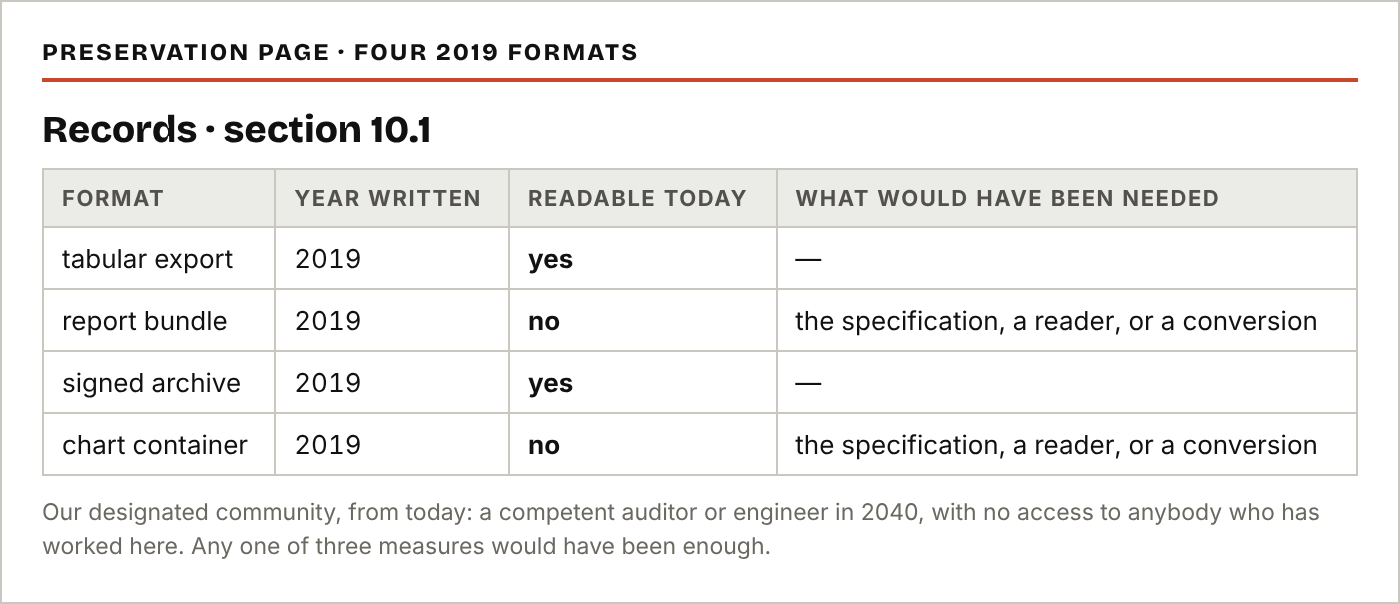 PRESERVATION PAGE · FOUR 2019 FORMATS
Records · section 10.1
FORMAT YEAR WRITTEN READABLE TODAY WHAT WOULD HAVE BEEN NEEDED
tabular export 2019 yes —
report bundle 2019 no the specification, a reader, or a conversion
signed archive 2019 yes —
chart container 2019 no the specification, a reader, or a conversion
Our designated community, from today: a competent auditor or engineer in 2040, with no access to anybody who has
worked here. Any one of three measures would have been enough.